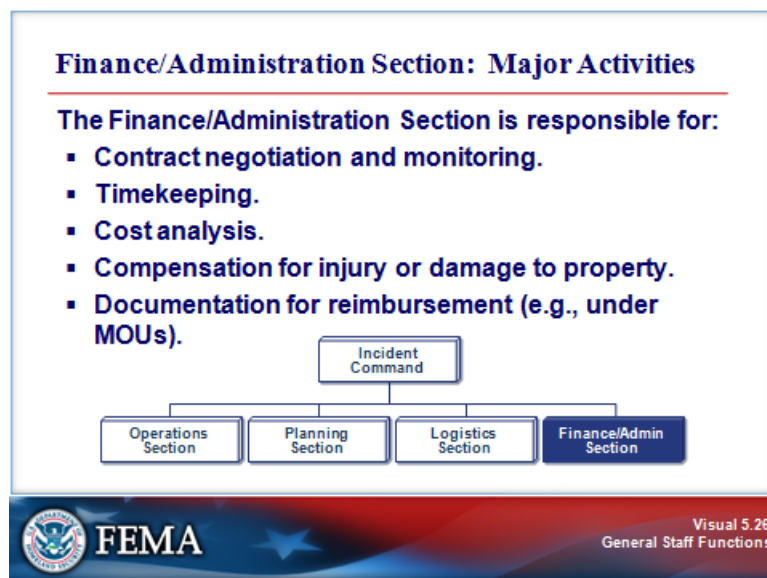 Finance/Administration Section: Major Activities
The Finance/Administration Section is responsible for:
▪ Contract negotiation and monitoring.
▪ Timekeeping.
▪ Cost analysis.
▪ Compensation for injury or damage to property.
▪ Documentation for reimbursement (e.g., under
MOUs).
Incident
Command
Operations
Section
Planning
Section
Logistics
Section
Finance/Admin
Section
FEMA
Visual 5.26
General Staff Functions